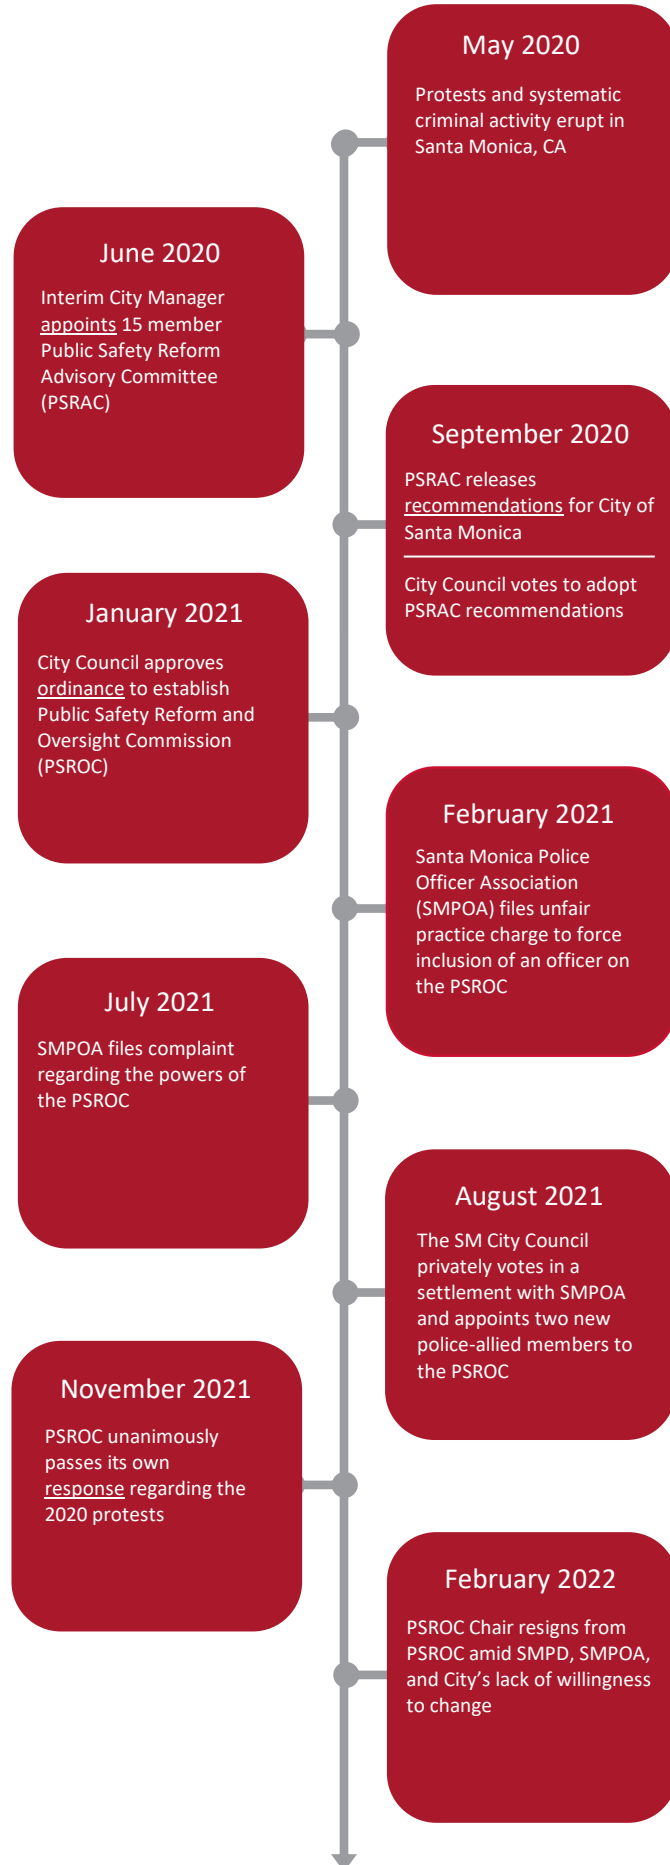 May 2020
Protests and systematic
criminal activity erupt in
Santa Monica, CA
June 2020
Interim City Manager
appoints 15 member
Public Safety Reform
Advisory Committee
(PSRAC)
September 2020
PSRAC releases
recommendations for City of
Santa Monica
City Council votes to adopt
PSRAC recommendations
January 2021
City Council approves
ordinance to establish
Public Safety Reform and
Oversight Commission
(PSROC)
February 2021
Santa Monica Police
Officer Association
(SMPOA) files unfair
practice charge to force
inclusion of an officer on
the PSROC
July 2021
SMPOA files complaint
regarding the powers of
the PSROC
August 2021
The SM City Council
privately votes in a
settlement with SMPOA
and appoints two new
police-allied members to
the PSROC
November 2021
PSROC unanimously
passes its own
response regarding the
2020 protests
February 2022
PSROC Chair resigns from
PSROC amid SMPD, SMPOA,
and City’s lack of willingness
to change